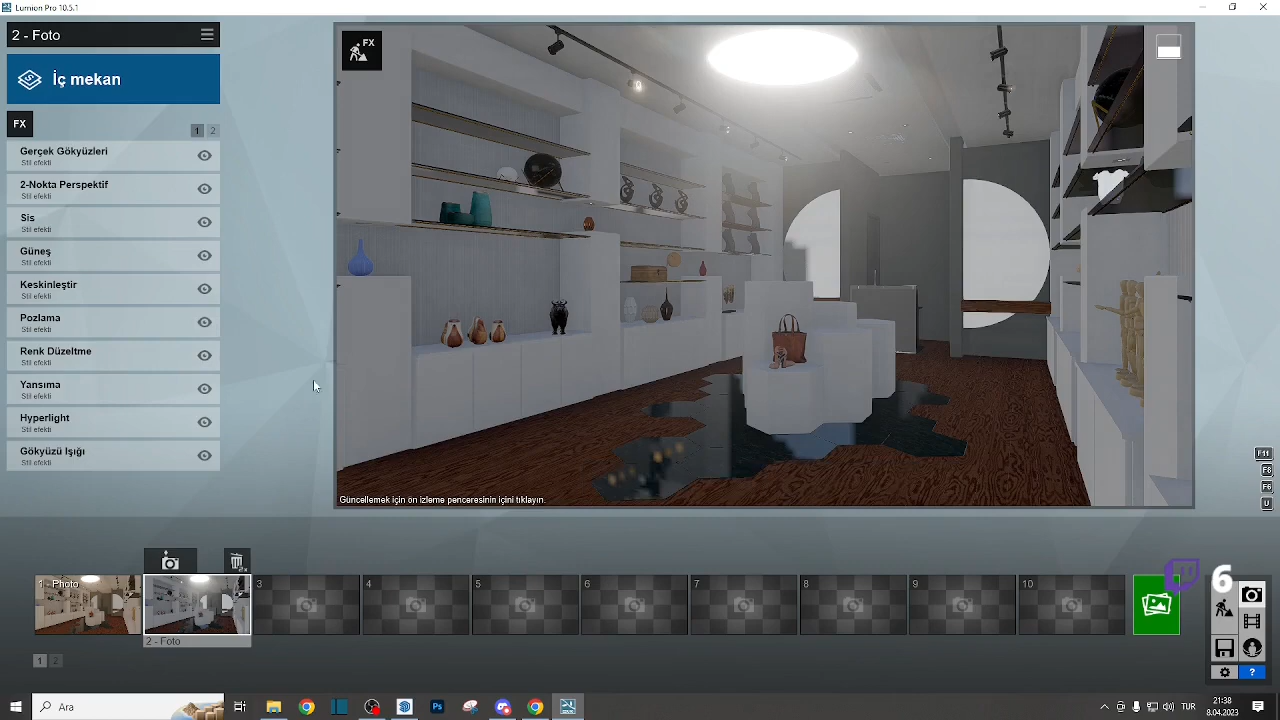 Lumion Pro 10.5.1
2 - Foto
FX
İç mekan
FX
1 2
Gerçek Gökyüzleri
Stil efekti
2-Nokta Perspektif
Stil efekti
Sis
Stil efekti
Güneş
Stil efekti
Keskinleştir
Stil efekti
Pozlama
Stil efekti
Renk Düzeltme
Stil efekti
Yansıma
Stil efekti
Hyperlight
Stil efekti
Gökyüzü Işığı
Stil efekti
F11
F8
F6
U
Güncellemek için ön izleme penceresinin içini tıklayın.
2x
1 - Photo
3
4
5
6
7
8
9
10
6
2 - Foto
1 2
?
Ara
Ps
TUR
21:38
8.04.2023